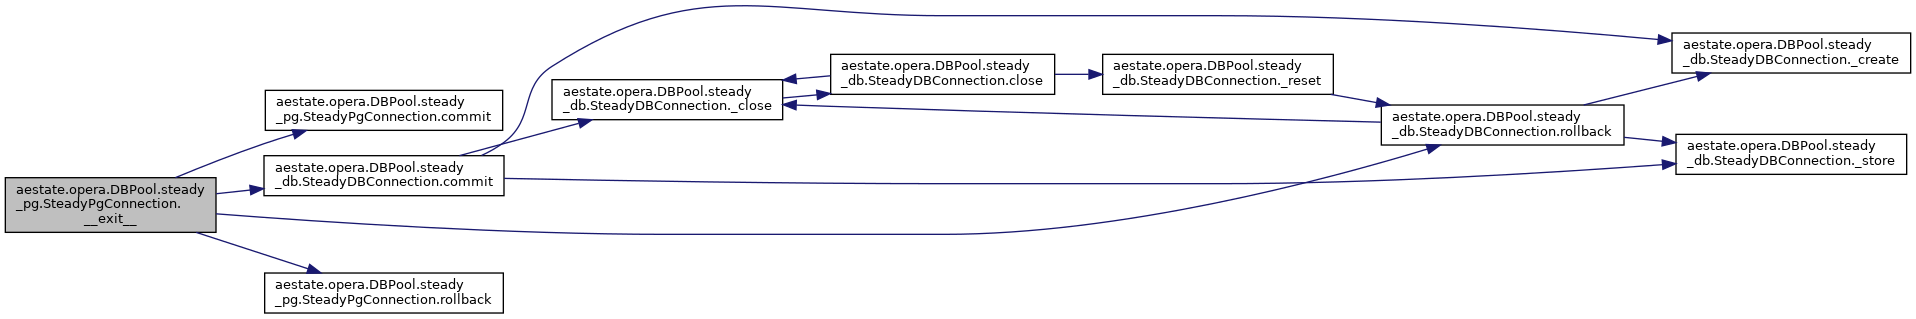 aestate.opera.DBPool.steady
_pg.SteadyPgConnection.
__exit__
aestate.opera.DBPool.steady
_pg.SteadyPgConnection.commit
aestate.opera.DBPool.steady
_db.SteadyDBConnection.commit
aestate.opera.DBPool.steady
_pg.SteadyPgConnection.rollback
aestate.opera.DBPool.steady
_db.SteadyDBConnection._close
aestate.opera.DBPool.steady
_db.SteadyDBConnection.close
aestate.opera.DBPool.steady
_db.SteadyDBConnection._reset
aestate.opera.DBPool.steady
_db.SteadyDBConnection.rollback
aestate.opera.DBPool.steady
_db.SteadyDBConnection._create
aestate.opera.DBPool.steady
_db.SteadyDBConnection._store